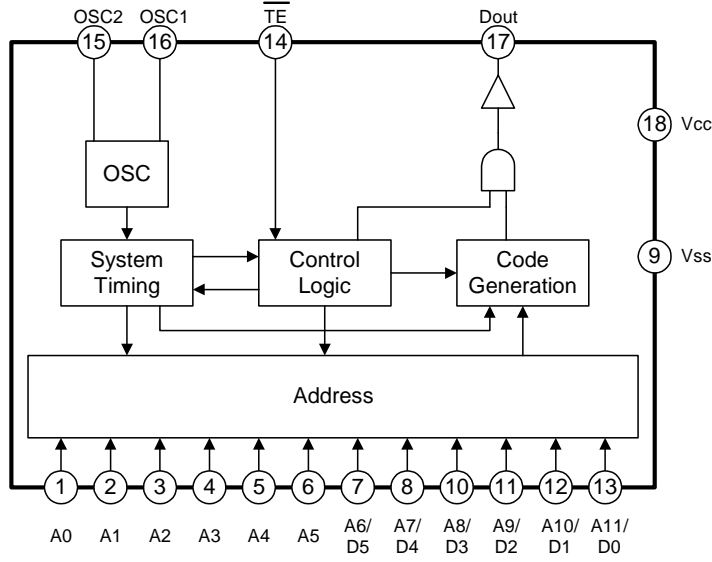 OSC2 OSC1 TE Dout
15 16 14 17
18 Vcc
OSC
9 Vss
System
Timing
Control
Logic
Code
Generation
Address
1 2 3 4 5 6 7 8 10 11 12 13
A0 A1 A2 A3 A4 A5 A6/ A7/ A8/ A9/ A10/ A11/
D5 D4 D3 D2 D1 D0